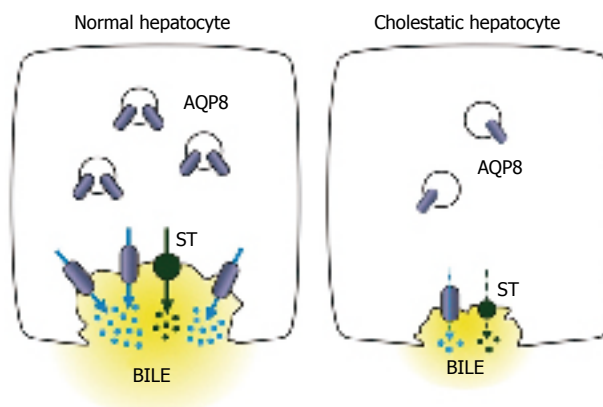 Normal hepatocyte
AQP8
ST
BILE
Cholestatic hepatocyte
AQP8
ST
BILE